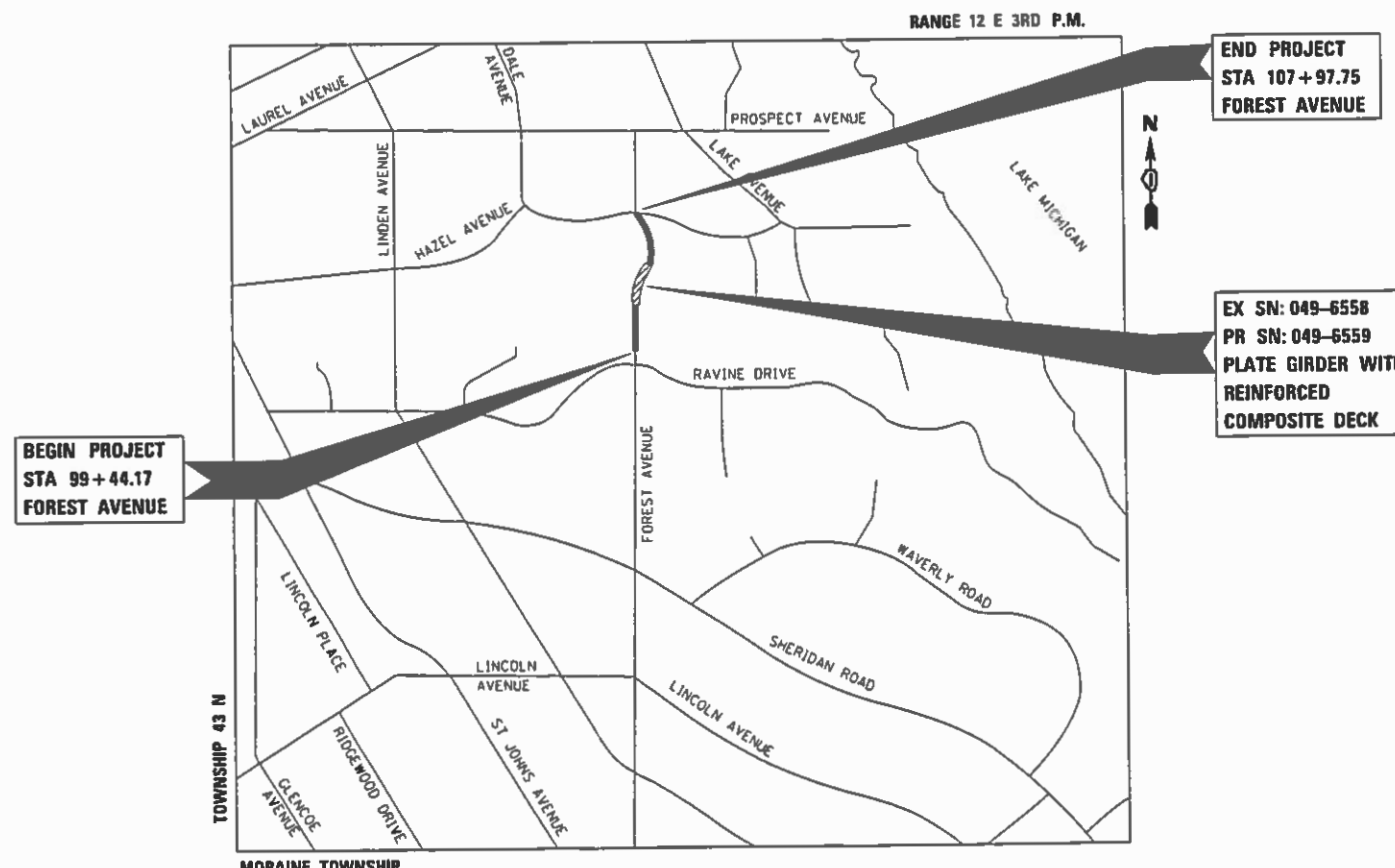 RANGE 12 E 3RD P.M.
END PROJECT
STA 107+97.75
FOREST AVENUE
LAUREL AVENUE
DALE
AVENUE
PROSPECT AVENUE
N
LAKE AVENUE
LAKE MICHIGAN
LINDEN AVENUE
HAZEL AVENUE
EX SN: 049-6558
PR SN: 049-6559
PLATE GIRDER WITH
REINFORCED
COMPOSITE DECK
RAVINE DRIVE
BEGIN PROJECT
STA 99+44.17
FOREST AVENUE
FOREST AVENUE
WAVERLY ROAD
LINCOLN PLACE
SHERIDAN ROAD
LINCOLN
AVENUE
LINCOLN AVENUE
TOWNSHIP 43 N
ST JOHNS AVENUE
RIDGEWOOD DRIVE
GLENCOE
AVENUE
MORAINE TOWNSHIP